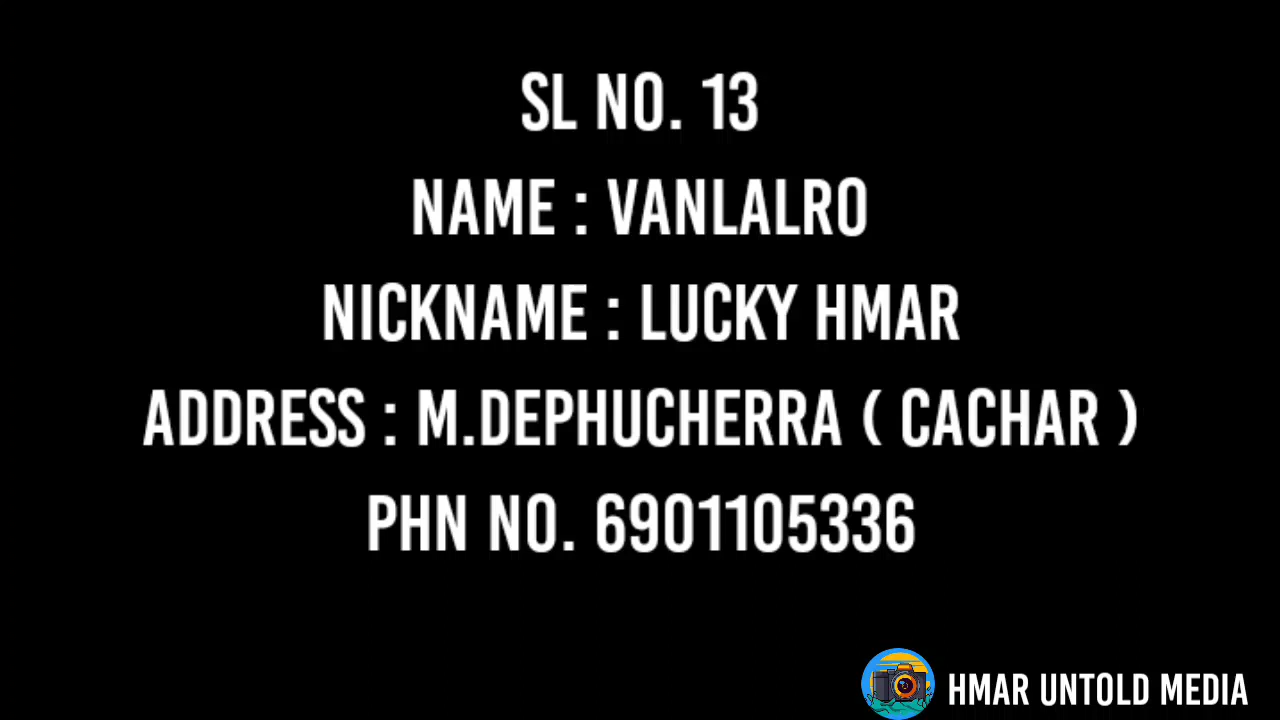 SL NO. 13
NAME : VANLALRO
NICKNAME : LUCKY HMAR
ADDRESS : M.DEPHUCHERRA ( CACHAR )
PHN NO. 6901105336
HMAR UNTOLD MEDIA